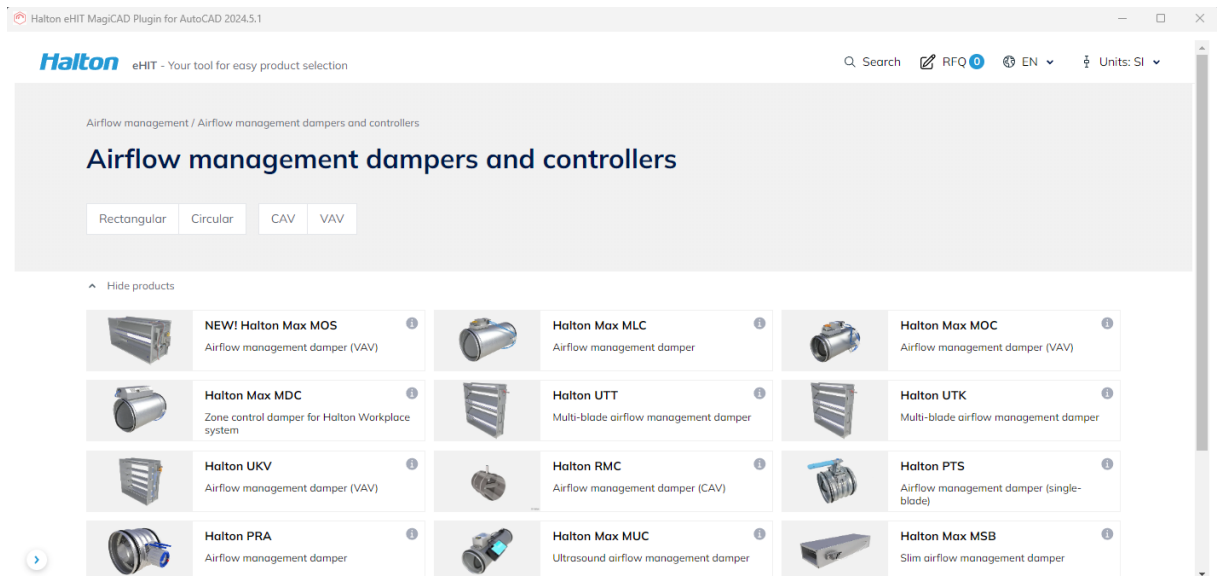 Halton eHIT MagiCAD Plugin for AutoCAD 2024.5.1
Halton eHIT - Your tool for easy product selection
Search RFQ 0 EN Units: SI
Airflow management / Airflow management dampers and controllers
Airflow management dampers and controllers
Rectangular Circular CAV VAV
Hide products
NEW! Halton Max MOS
Airflow management damper (VAV)
Halton Max MLC
Airflow management damper
Halton Max MOC
Airflow management damper (VAV)
Halton Max MDC
Zone control damper for Halton Workplace
system
Halton UTT
Multi-blade airflow management damper
Halton UTK
Multi-blade airflow management damper
Halton UKV
Airflow management damper (VAV)
Halton RMC
Airflow management damper (CAV)
Halton PTS
Airflow management damper (single-
blade)
Halton PRA
Airflow management damper
Halton Max MUC
Ultrasound airflow management damper
Halton Max MSB
Slim airflow management damper